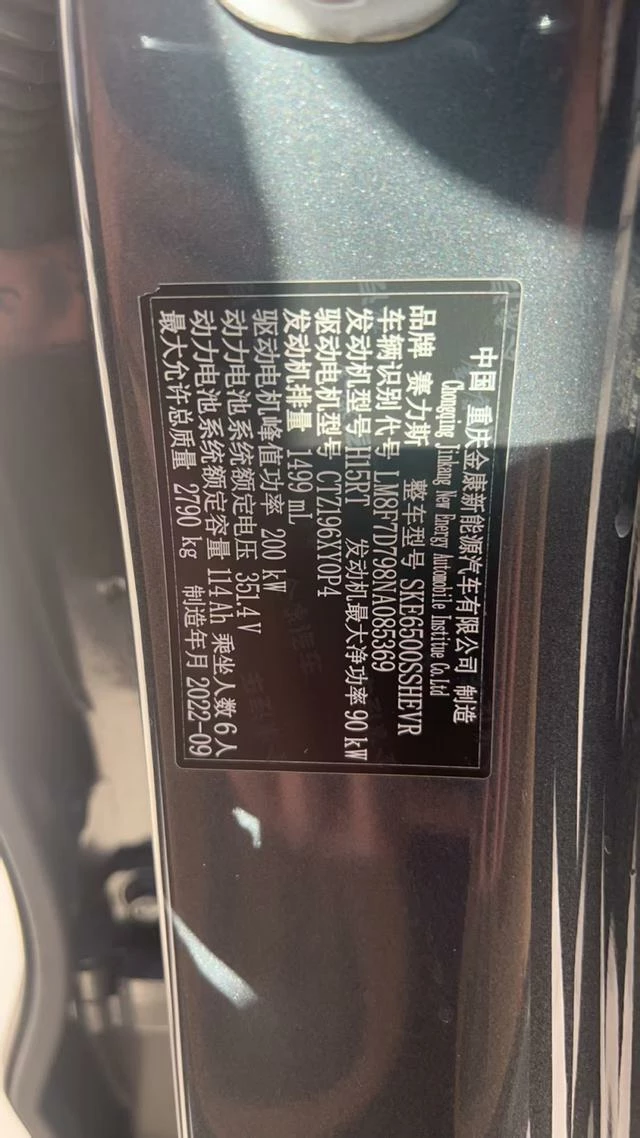 中国 重庆金康新能源汽车有限公司 制造
Chongqing Jinkang New Energy Automobile Institue Co.Ltd
品牌 赛力斯 整车型号 SKE6500SSHEVR
车辆识别代号 LM8F7D798NA085369
发动机型号 H15RT 发动机最大净功率 90 kW
驱动电机型号 CTZ196XY0P4
发动机排量 1499 mL
驱动电机峰值功率 200 kW
动力电池系统额定电压 351.4 V
动力电池系统额定容量 114 Ah 乘坐人数 6 人
最大允许总质量 2790 kg 制造年月 2022-09